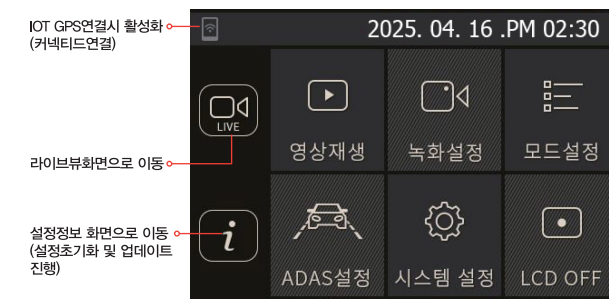 IOT GPS연결시 활성화
(커넥티드연결)
2025. 04. 16 .PM 02:30
LIVE
영상재생
녹화설정
모드설정
라이브뷰화면으로 이동
설정정보 화면으로 이동
(설정초기화 및 업데이트
진행)
i
ADAS설정
시스템 설정
LCD OFF